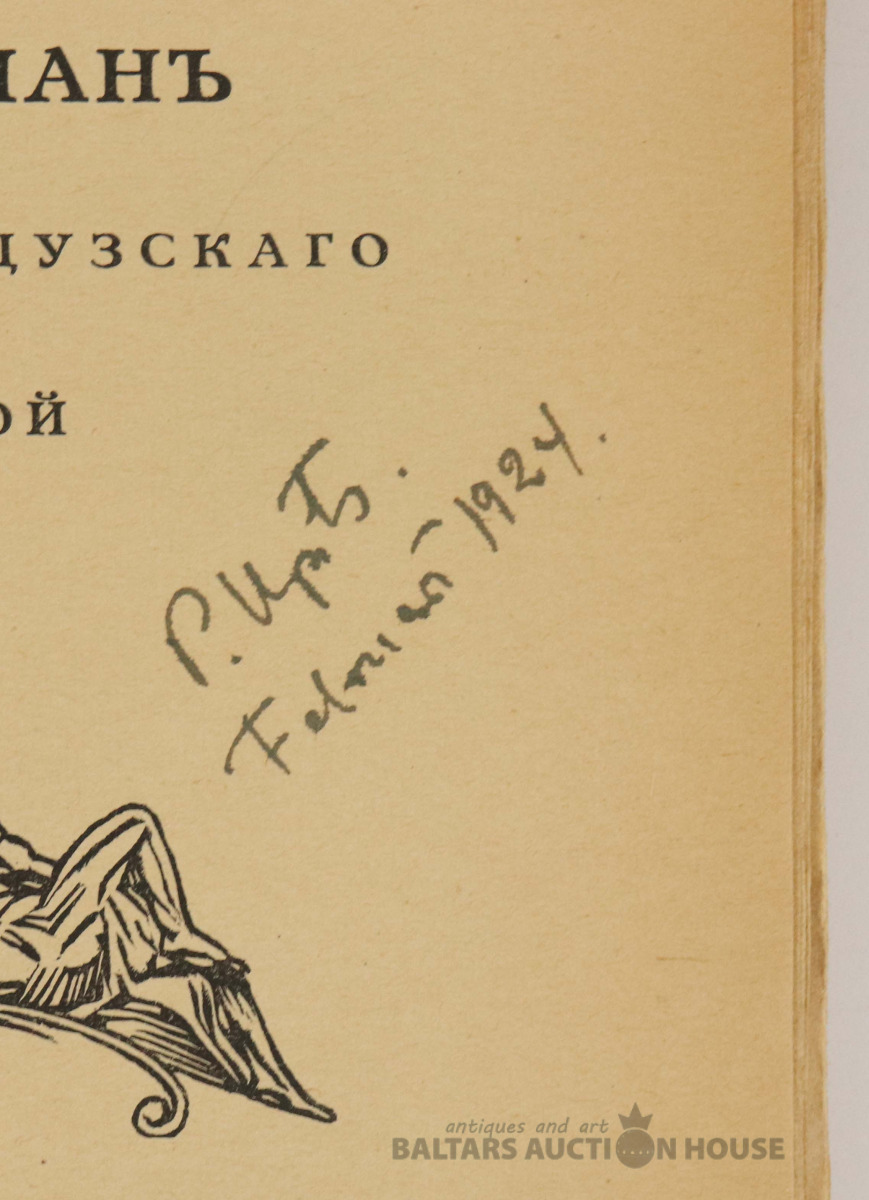 МАНЪ
ЦУЗСКАГО
ОЙ
1924.
antiques and art
BALTARS AUCTION HOUSE